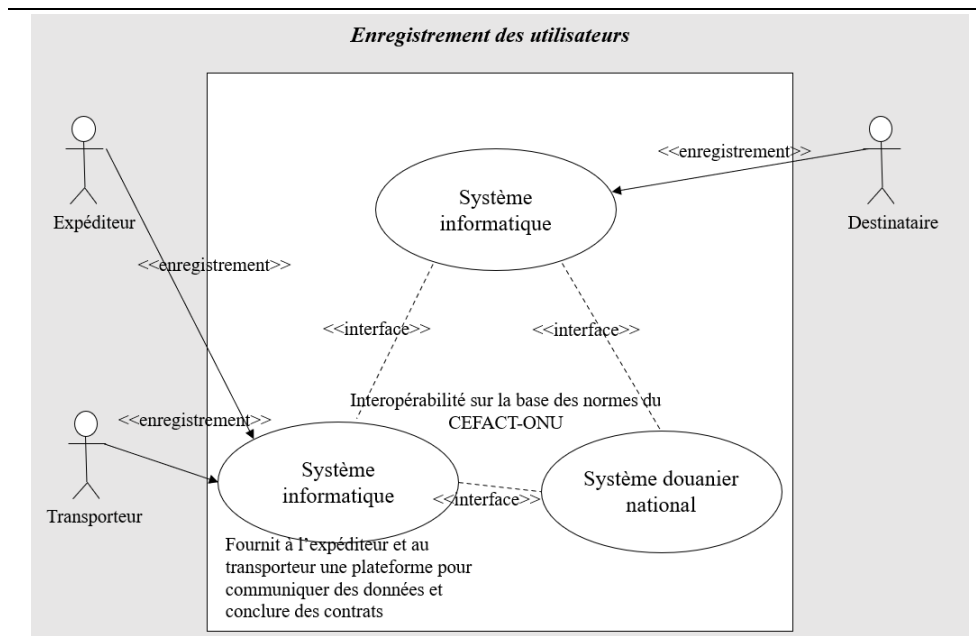 Enregistrement des utilisateurs
<<enregistrement>>
Système
informatique
Expéditeur
Destinataire
<<enregistrement>>
<<interface>>
<<interface>>
Interopérabilité sur la base des normes du
CEFACT-ONU
<<enregistrement>>
Système
informatique
Système douanier
national
<<interface>>
Transporteur
Fournit à l’expéditeur et au
transporteur une plateforme pour
communiquer des données et
conclure des contrats